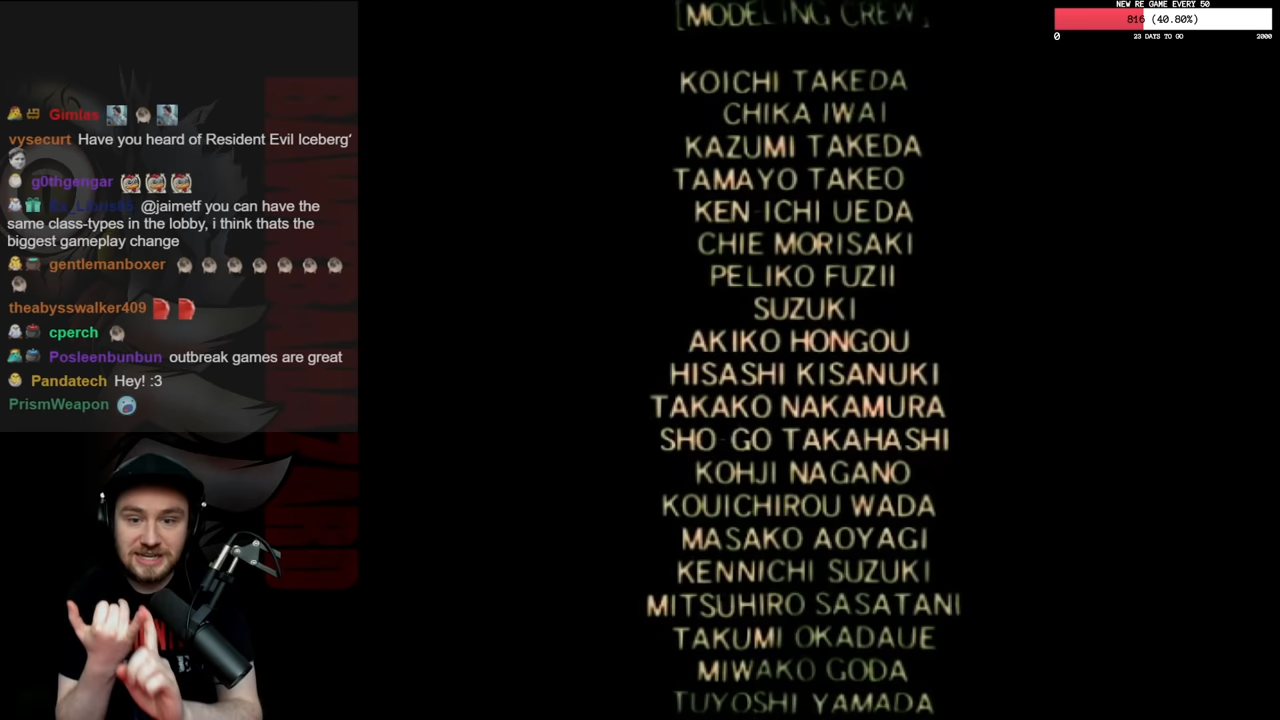 NEW RE GAME EVERY 50
816 (40.80%)
0 23 DAYS TO GO 2000
Gimlas
vysecurt Have you heard of Resident Evil Iceberg
g0thgengar
@jaimetf you can have the
same class-types in the lobby, i think thats the
biggest gameplay change
gentlemanboxer
theabysswalker409
cperch
Posleenbunbun outbreak games are great
Pandatech Hey! :3
PrismWeapon
[MODELING CREW]
KOICHI TAKEDA
CHIKA IWAI
KAZUMI TAKEDA
TAMAYO TAKEO
KEN-ICHI UEDA
CHIE MORISAKI
PELIKO FUZII
SUZUKI
AKIKO HONGOU
HISASHI KISANUKI
TAKAKO NAKAMURA
SHO-GO TAKAHASHI
KOHJI NAGANO
KOUICHIROU WADA
MASAKO AOYAGI
KENNICHI SUZUKI
MITSUHIRO SASATANI
TAKUMI OKADAUE
MIWAKO GODA
TUYOSHI YAMADA